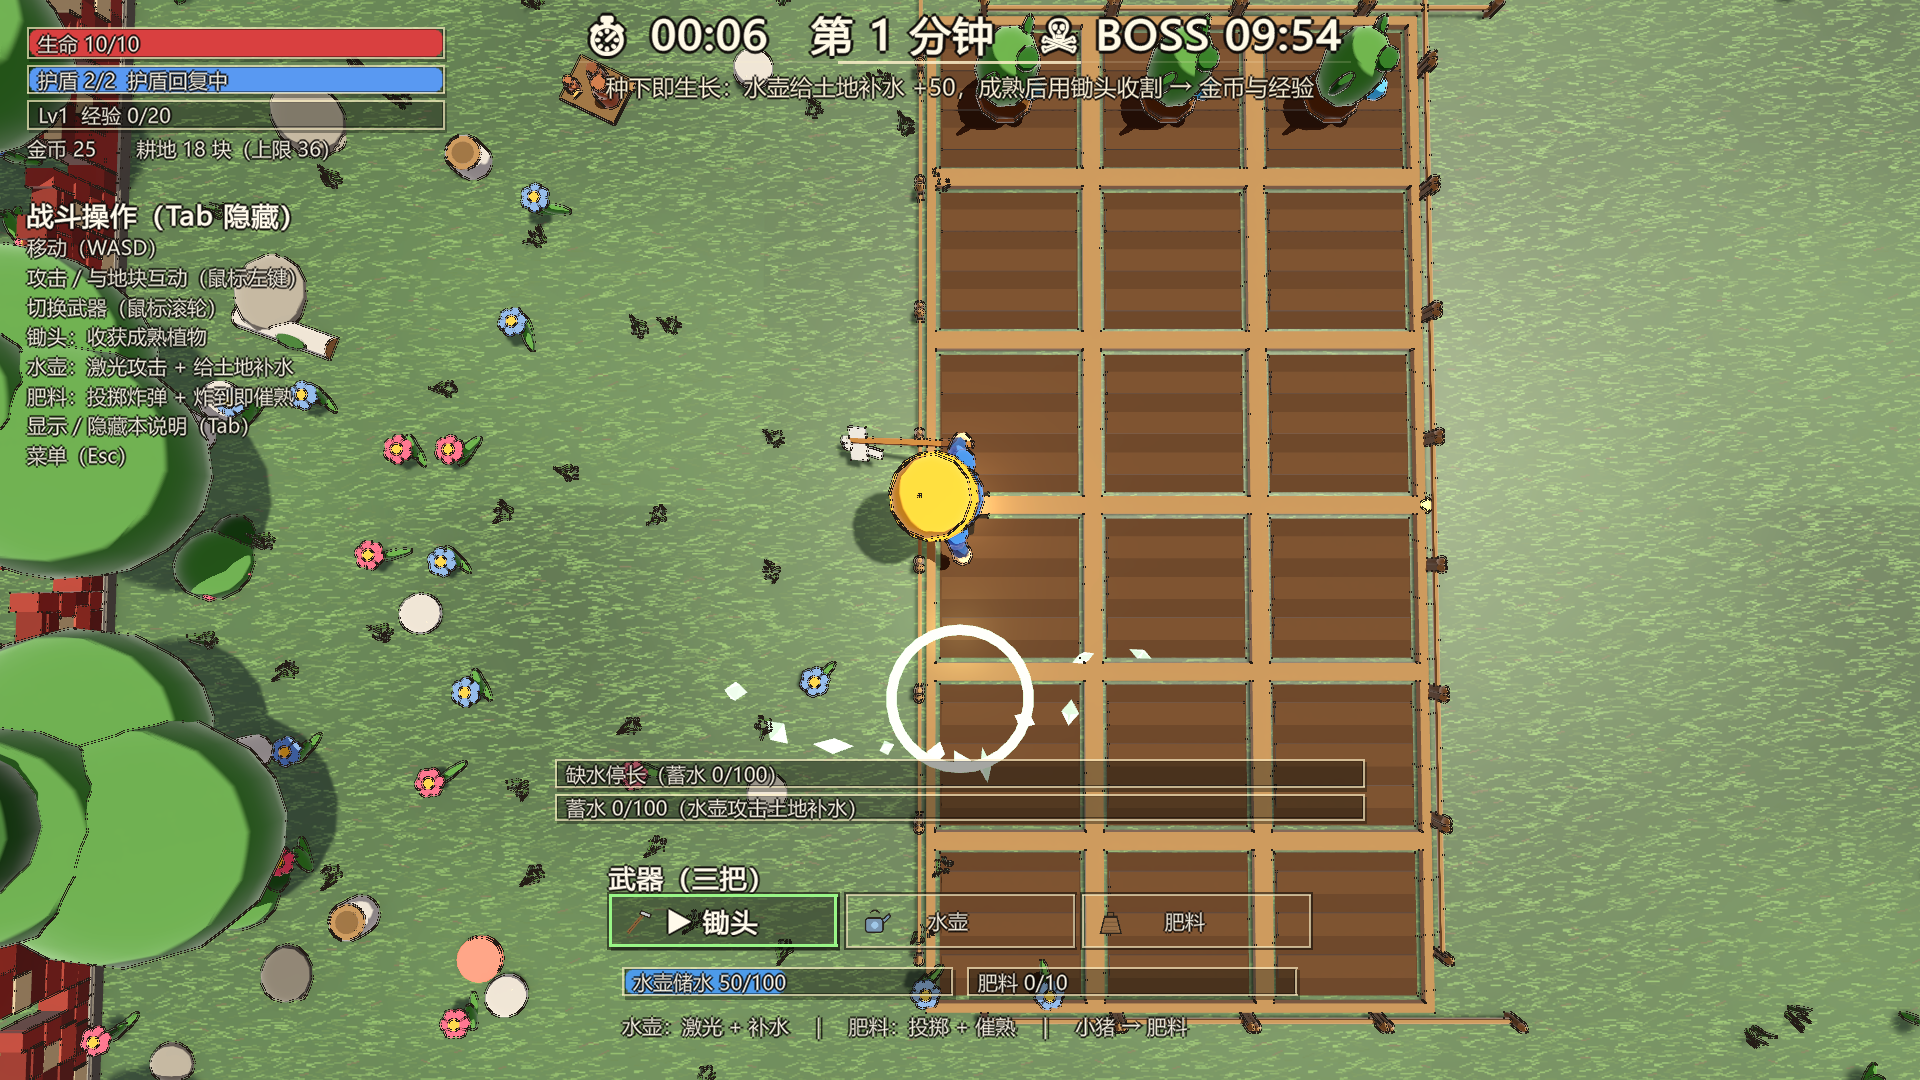 生命 10/10
护盾 2/2 护盾回复中
Lv1 经验 0/20
金币 25 耕地 18 块（上限 36）
00:06 第 1 分钟 BOSS 09:54
种下即生长：水壶给土地补水 +50，成熟后用锄头收割 → 金币与经验
战斗操作（Tab 隐藏）
移动（WASD）
攻击 / 与地块互动（鼠标左键）
切换武器（鼠标滚轮）
锄头：收获成熟植物
水壶：激光攻击 + 给土地补水
肥料：投掷炸弹 + 炸到即催熟
显示 / 隐藏本说明（Tab）
菜单（Esc）
缺水停长（蓄水 0/100）
蓄水 0/100（水壶攻击土地补水）
武器（三把）
▶ 锄头 水壶 肥料
水壶储水 50/100 肥料 0/10
水壶：激光 + 补水 | 肥料：投掷 + 催熟 | 小猪 → 肥料